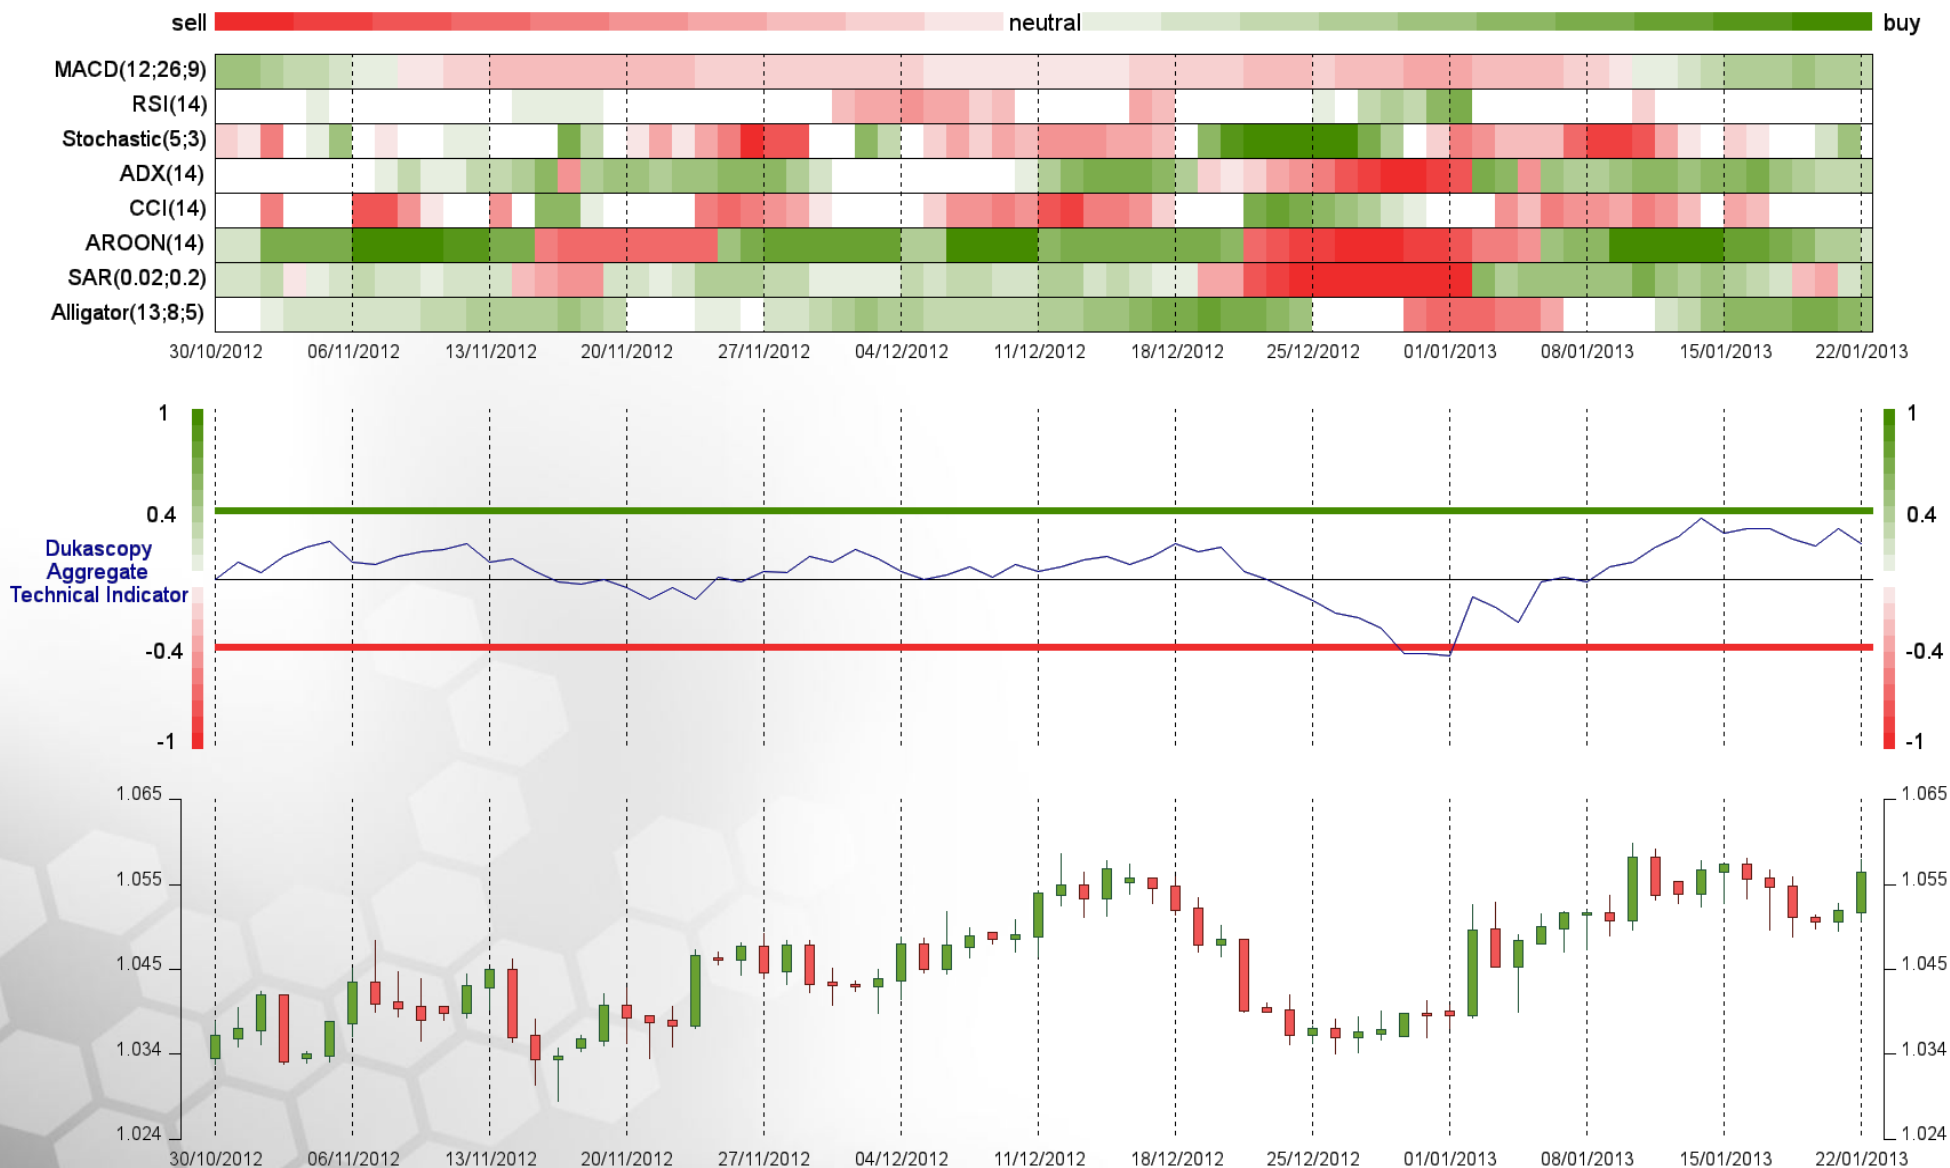 sell neutral buy
MACD(12;26;9)
RSI(14)
Stochastic(5;3)
ADX(14)
CCI(14)
AROON(14)
SAR(0.02;0.2)
Alligator(13;8;5)
30/10/2012 06/11/2012 13/11/2012 20/11/2012 27/11/2012 04/12/2012 11/12/2012 18/12/2012 25/12/2012 01/01/2013 08/01/2013 15/01/2013 22/01/2013
1 1
0.4 0.4
Dukascopy
Aggregate
Technical Indicator
-0.4 -0.4
-1 -1
1.065 1.065
1.055 1.055
1.045 1.045
1.034 1.034
1.024 1.024
30/10/2012 06/11/2012 13/11/2012 20/11/2012 27/11/2012 04/12/2012 11/12/2012 18/12/2012 25/12/2012 01/01/2013 08/01/2013 15/01/2013 22/01/2013